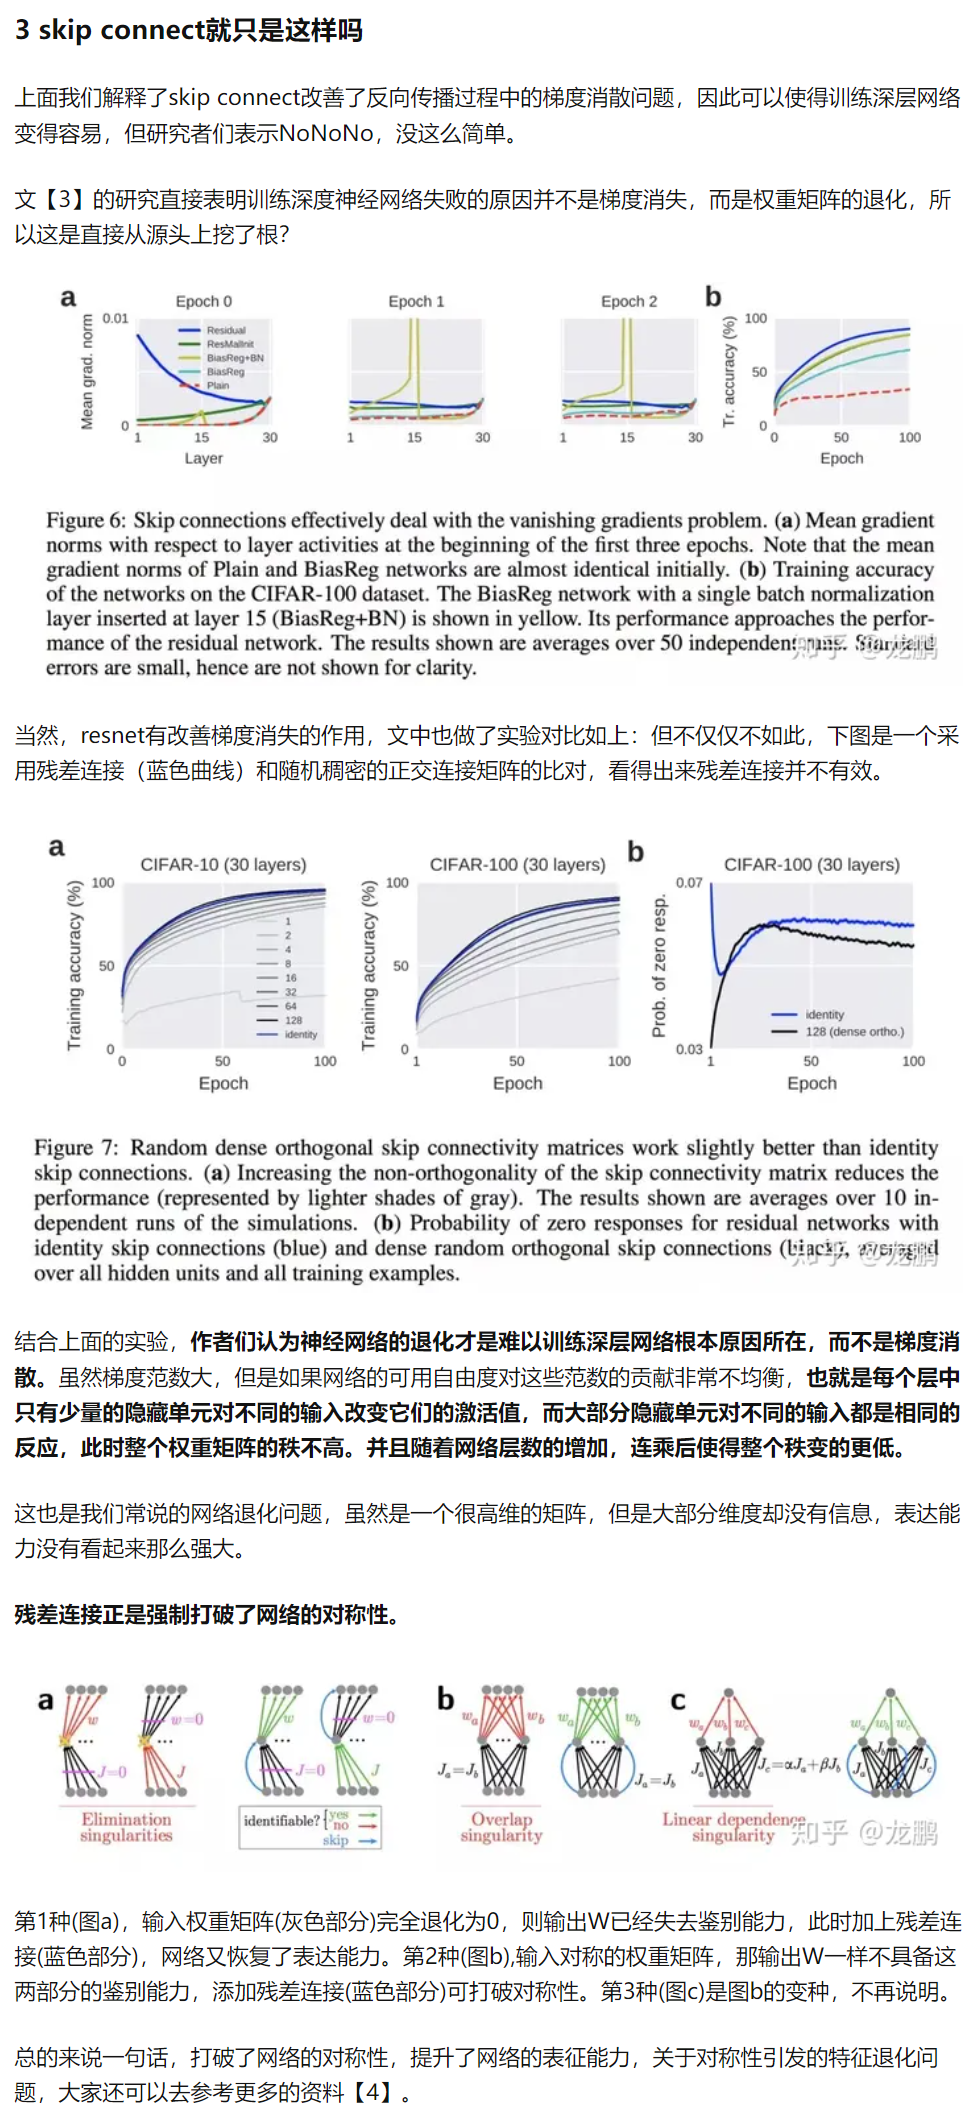 3 skip connect就只是这样吗
上面我们解释了skip connect改善了反向传播过程中的梯度消散问题，因此可以使得训练深层网络
变得容易，但研究者们表示NoNoNo，没这么简单。
文【3】的研究直接表明训练深度神经网络失败的原因并不是梯度消失，而是权重矩阵的退化，所
以这是直接从源头上挖了根？
a
Epoch 0
Epoch 1
Epoch 2
b
Mean grad. norm
0.01
0
Residual
ResMalInit
BiasReg+BN
BiasReg
Plain
1
15
30
Layer
1
15
30
1
15
30
Tr. accuracy (%)
100
50
0
0
50
100
Epoch
Figure 6: Skip connections effectively deal with the vanishing gradients problem. (a) Mean gradient
norms with respect to layer activities at the beginning of the first three epochs. Note that the mean
gradient norms of Plain and BiasReg networks are almost identical initially. (b) Training accuracy
of the networks on the CIFAR-100 dataset. The BiasReg network with a single batch normalization
layer inserted at layer 15 (BiasReg+BN) is shown in yellow. Its performance approaches the perfor-
mance of the residual network. The results shown are averages over 50 independent runs. Standard
知乎 @龙鹏
errors are small, hence are not shown for clarity.
当然，resnet有改善梯度消失的作用，文中也做了实验对比如上：但不仅仅不如此，下图是一个采
用残差连接（蓝色曲线）和随机稠密的正交连接矩阵的比对，看得出来残差连接并不有效。
a
CIFAR-10 (30 layers)
CIFAR-100 (30 layers)
b
CIFAR-100 (30 layers)
Training accuracy (%)
100
50
0
1
2
4
8
16
32
64
128
identity
0
50
100
Epoch
Training accuracy (%)
100
50
0
1
50
100
Epoch
Prob. of zero resp.
0.07
0.03
identity
128 (dense ortho.)
1
50
100
Epoch
Figure 7: Random dense orthogonal skip connectivity matrices work slightly better than identity
skip connections. (a) Increasing the non-orthogonality of the skip connectivity matrix reduces the
performance (represented by lighter shades of gray). The results shown are averages over 10 in-
dependent runs of the simulations. (b) Probability of zero responses for residual networks with
identity skip connections (blue) and dense random orthogonal skip connections (black), averaged
知乎 @龙鹏
over all hidden units and all training examples.
结合上面的实验，作者们认为神经网络的退化才是难以训练深层网络根本原因所在，而不是梯度消
散。虽然梯度范数大，但是如果网络的可用自由度对这些范数的贡献非常不均衡，也就是每个层中
只有少量的隐藏单元对不同的输入改变它们的激活值，而大部分隐藏单元对不同的输入都是相同的
反应，此时整个权重矩阵的秩不高。并且随着网络层数的增加，连乘后使得整个秩变的更低。
这也是我们常说的网络退化问题，虽然是一个很高维的矩阵，但是大部分维度却没有信息，表达能
力没有看起来那么强大。
残差连接正是强制打破了网络的对称性。
a
w
w=0
J=0
J
Elimination
singularities
w
w=0
J=0
J
identifiable? { yes
no
skip
b
wa
wb
Ja=Jb
Overlap
singularity
wa
wb
Ja=Jb
c
wa wb wc
Ja
Jb
Jc=αJa+βJb
Linear dependence
singularity
wa wb wc
Ja
Jb
Jc
知乎 @龙鹏
第1种(图a)，输入权重矩阵(灰色部分)完全退化为0，则输出W已经失去鉴别能力，此时加上残差连
接(蓝色部分)，网络又恢复了表达能力。第2种(图b),输入对称的权重矩阵，那输出W一样不具备这
两部分的鉴别能力，添加残差连接(蓝色部分)可打破对称性。第3种(图c)是图b的变种，不再说明。
总的来说一句话，打破了网络的对称性，提升了网络的表征能力，关于对称性引发的特征退化问
题，大家还可以去参考更多的资料【4】。